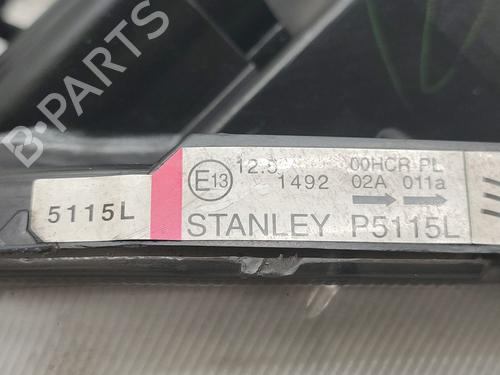 B-PARTS
5115L
E13
12.5
00HCR PL
1492
02A 011a
STANLEY P5115L